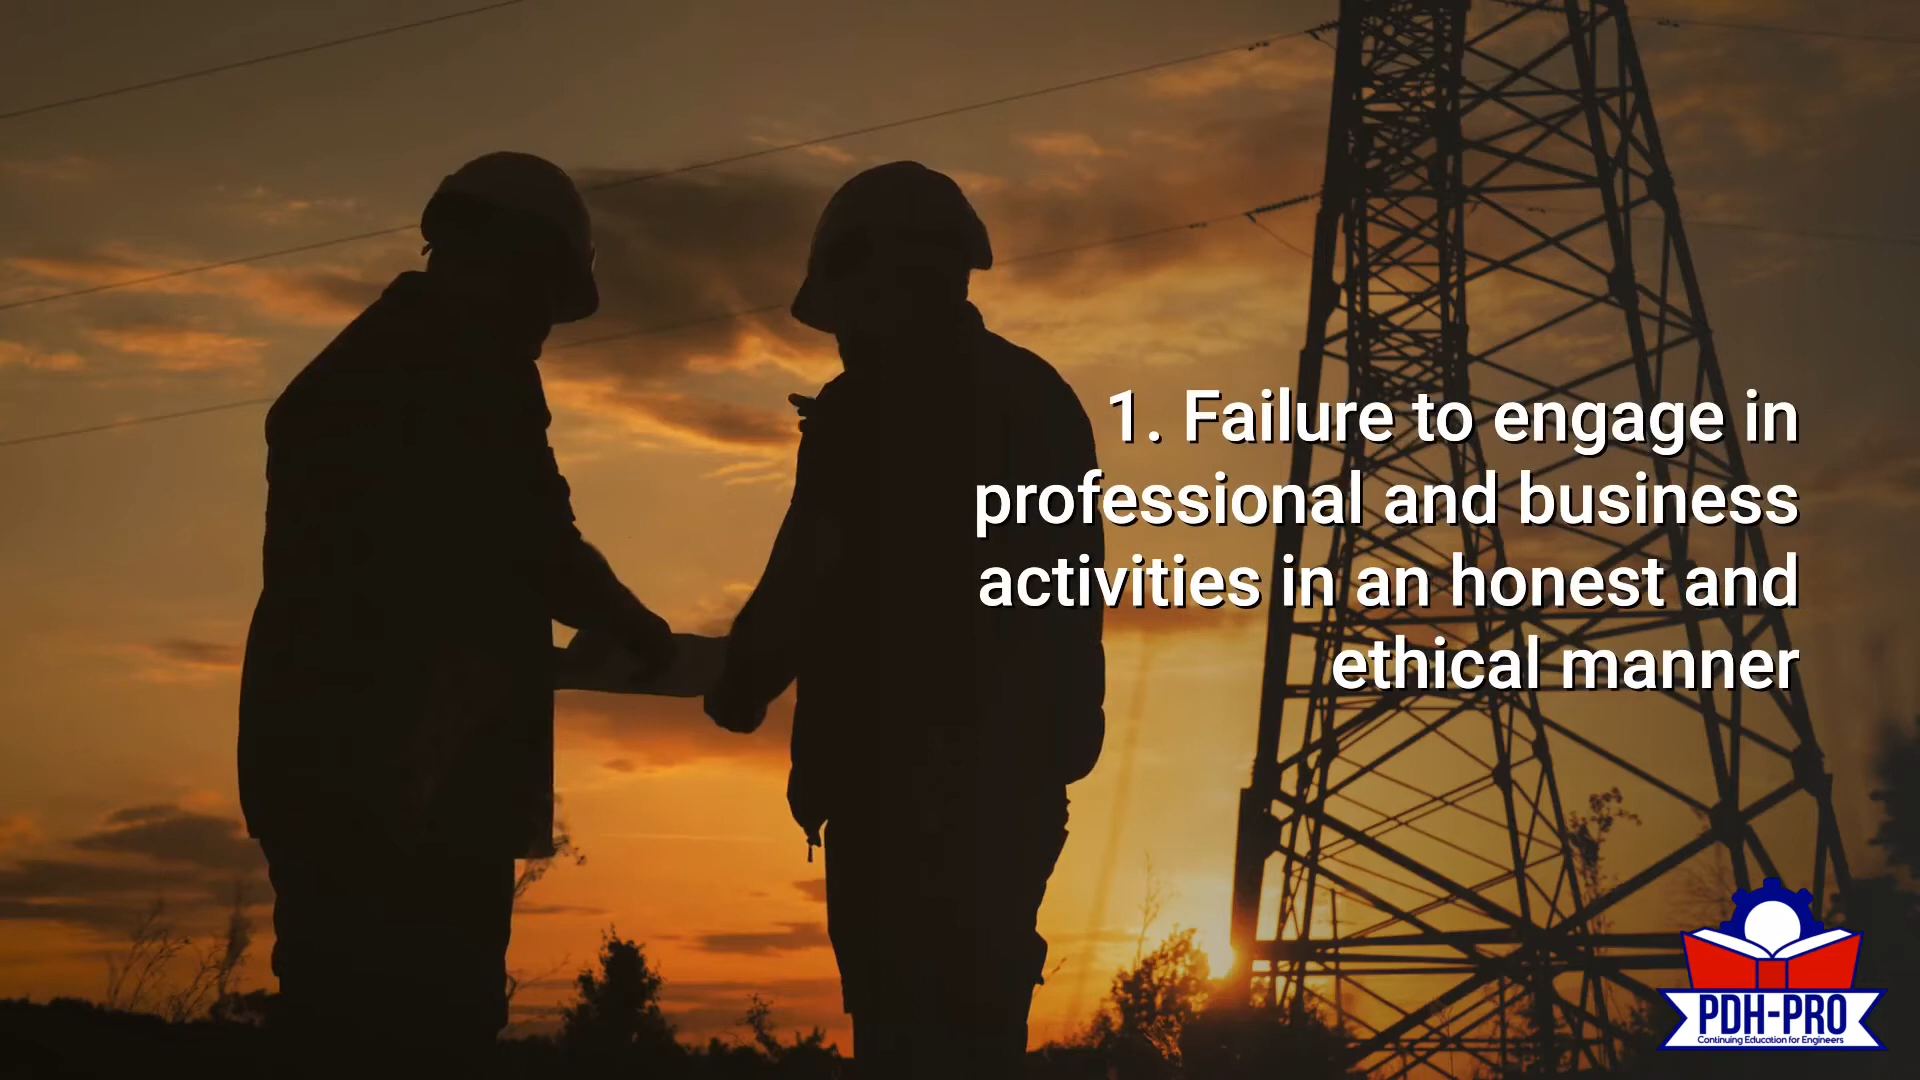 1. Failure to engage in
professional and business
activities in an honest and
ethical manner
PDH-PRO
Continuing Education for Engineers